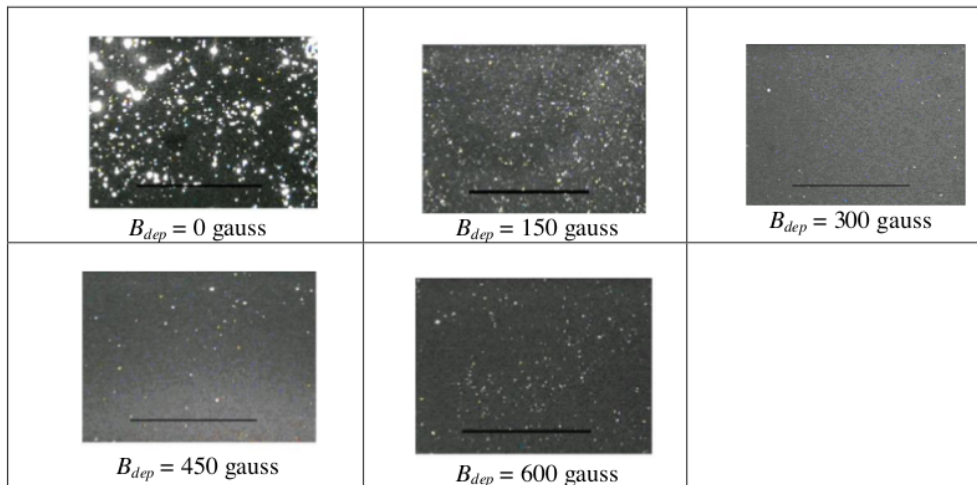 B_dep = 0 gauss
B_dep = 150 gauss
B_dep = 300 gauss
B_dep = 450 gauss
B_dep = 600 gauss